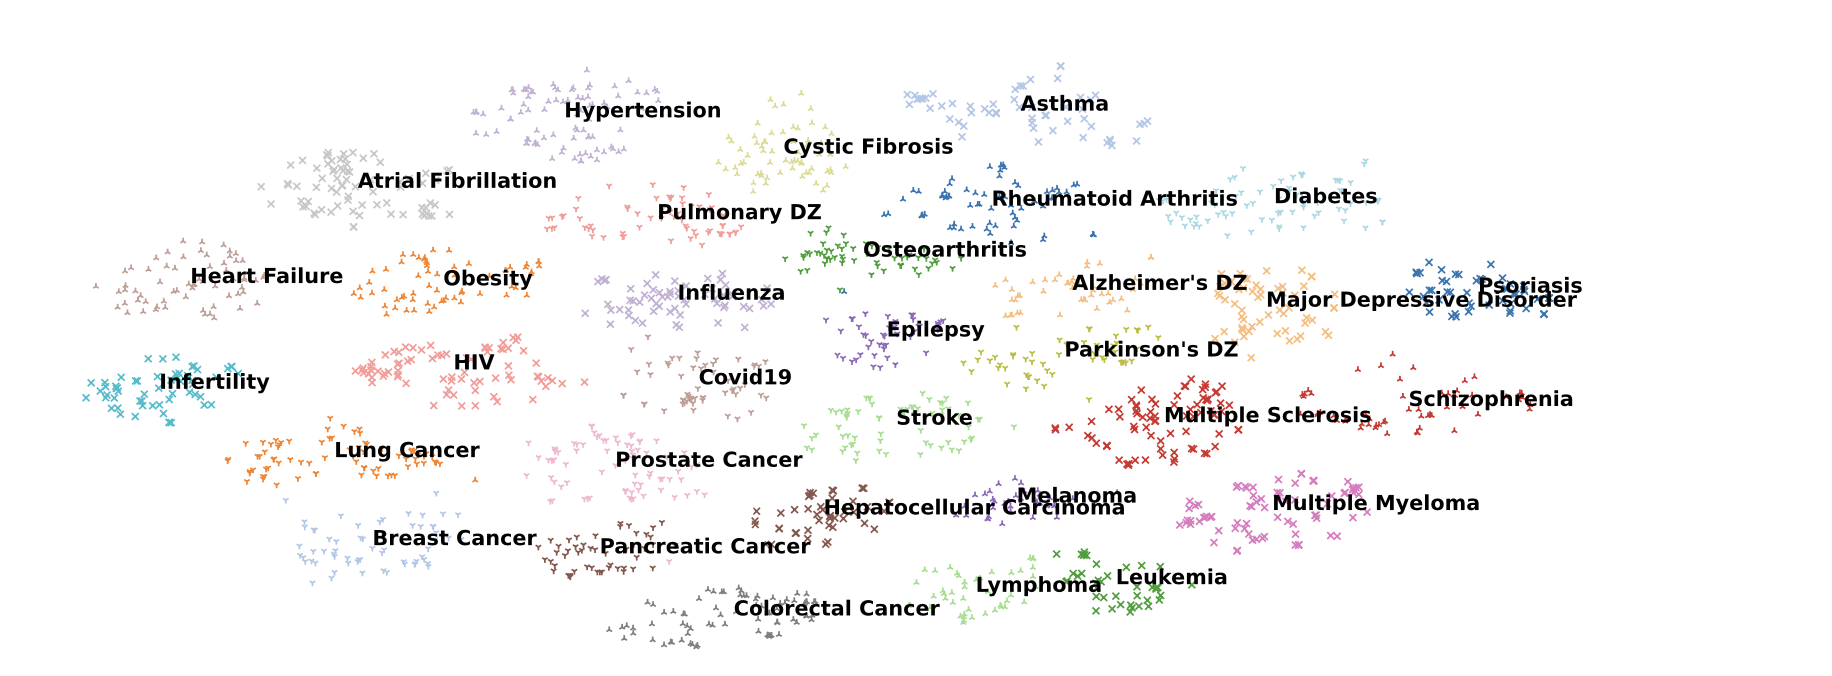 Asthma
Hypertension
Cystic Fibrosis
Atrial Fibrillation
Rheumatoid Arthritis
Diabetes
Pulmonary DZ
Osteoarthritis
Heart Failure
Obesity
Alzheimer's DZ
Psoriasis
Influenza
Major Depressive Disorder
Epilepsy
Parkinson's DZ
HIV
Covid19
Infertility
Schizophrenia
Stroke
Multiple Sclerosis
Lung Cancer
Prostate Cancer
Melanoma
Hepatocellular Carcinoma
Multiple Myeloma
Breast Cancer
Pancreatic Cancer
Lymphoma
Leukemia
Colorectal Cancer